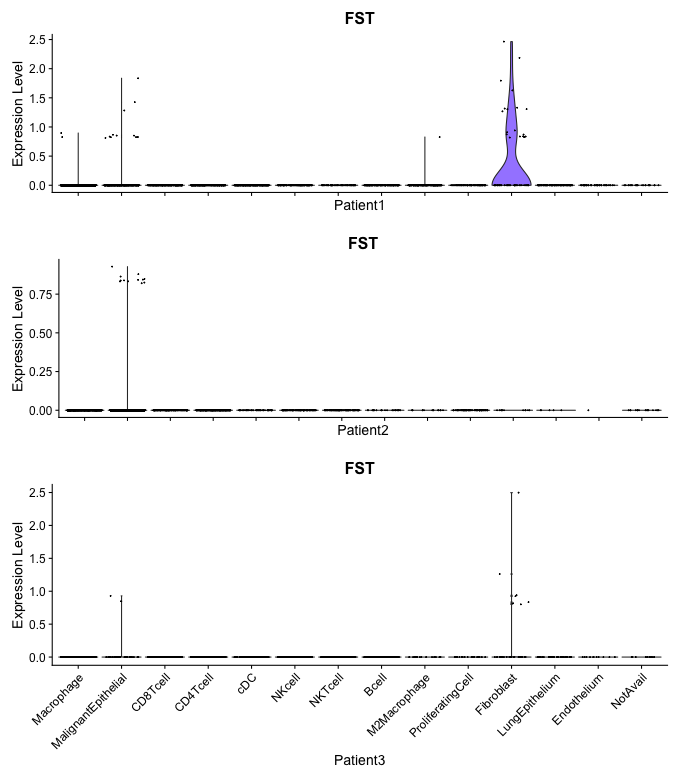 FST
Expression Level
2.5
2.0
1.5
1.0
0.5
0.0
Patient1
FST
Expression Level
0.75
0.50
0.25
0.00
Patient2
FST
Expression Level
2.5
2.0
1.5
1.0
0.5
0.0
Macrophage
MalignantEpithelial
CD8Tcell
CD4Tcell
cDC
NKcell
NKTcell
Bcell
M2Macrophage
ProliferatingCell
Fibroblast
LungEpithelium
Endothelium
NotAvail
Patient3